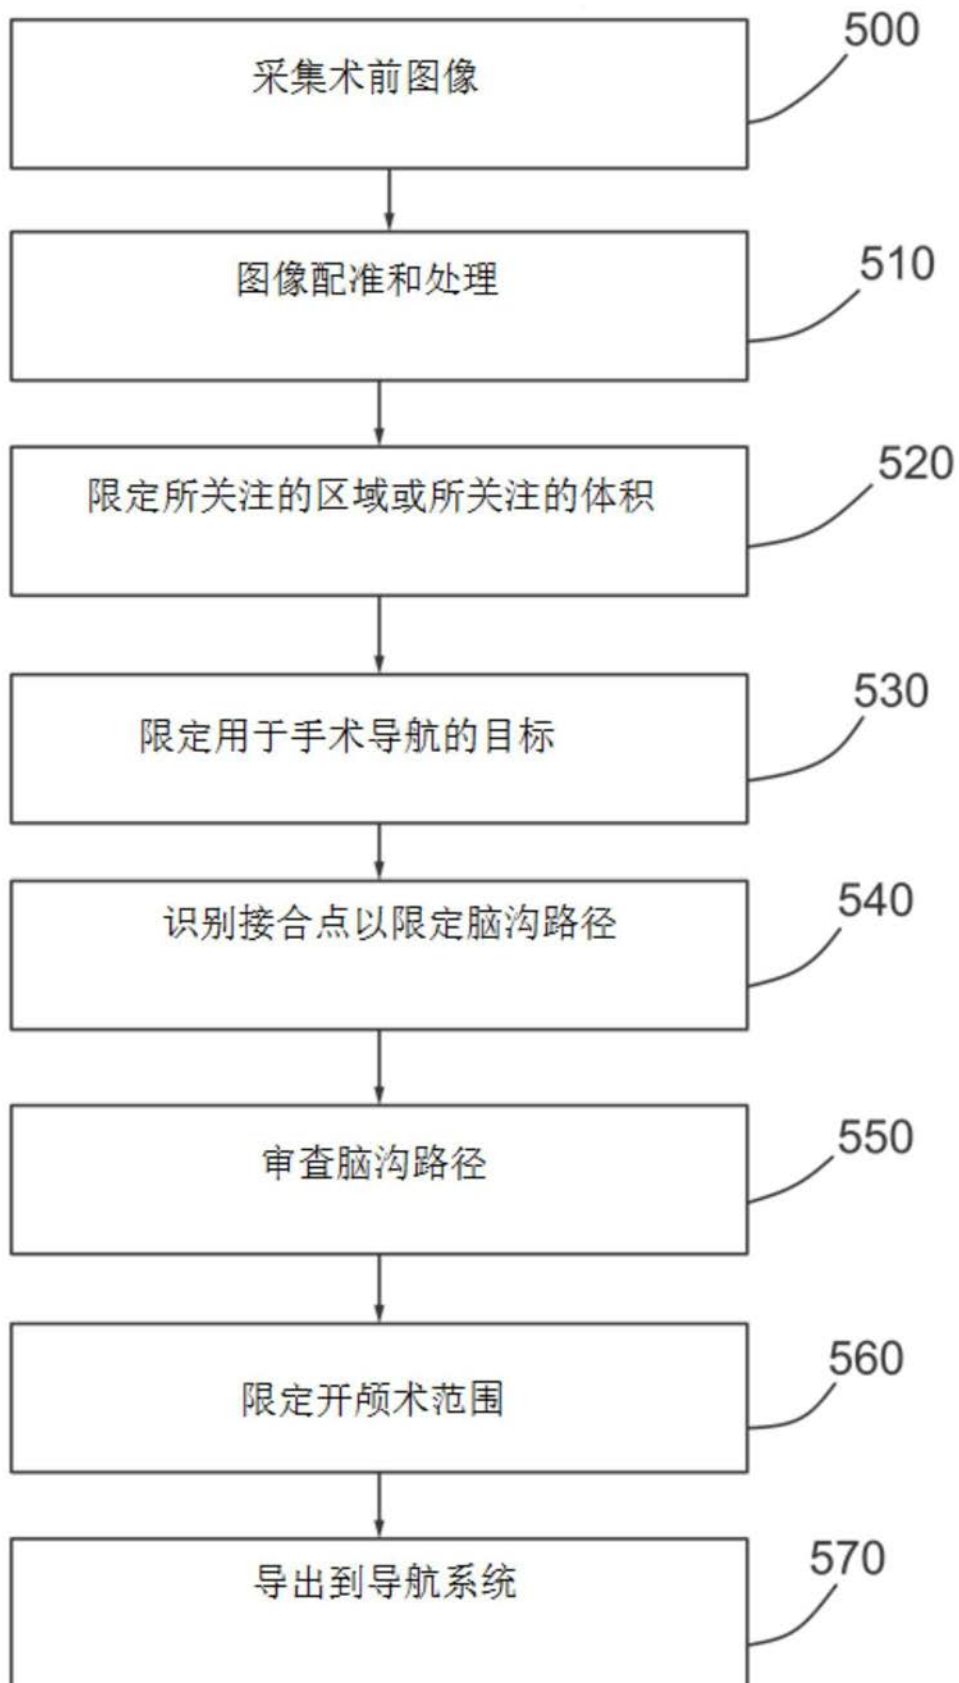 采集术前图像
500
图像配准和处理
510
限定所关注的区域或所关注的体积
520
限定用于手术导航的目标
530
识别接合点以限定脑沟路径
540
审查脑沟路径
550
限定开颅术范围
560
导出到导航系统
570